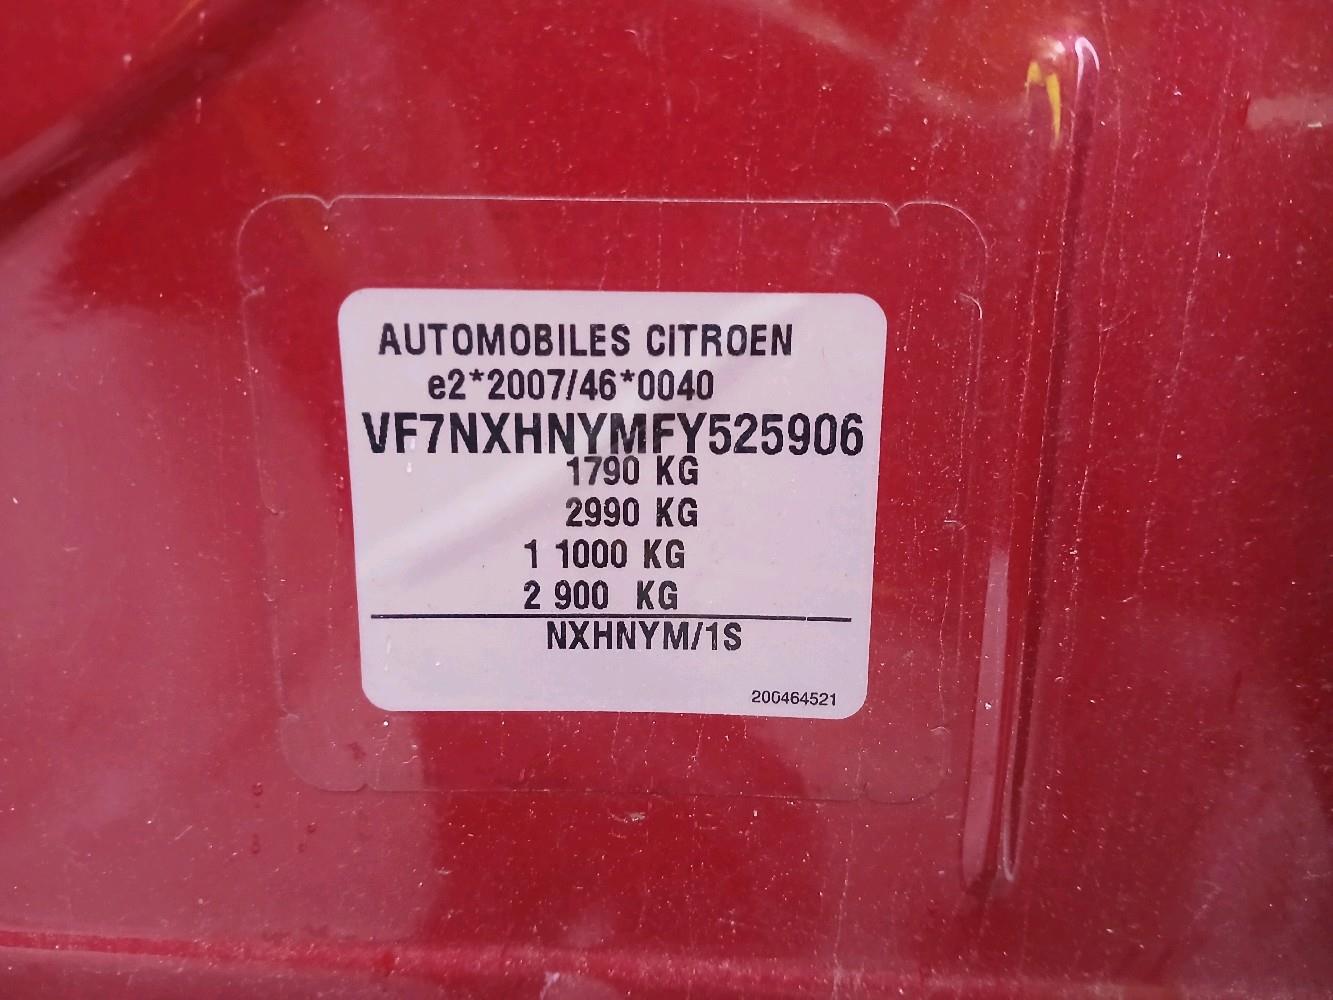 AUTOMOBILES CITROEN
e2*2007/46*0040
VF7NXHNYMFY525906
1790 KG
2990 KG
1 1000 KG
2 900 KG
NXHNYM/1S
200464521